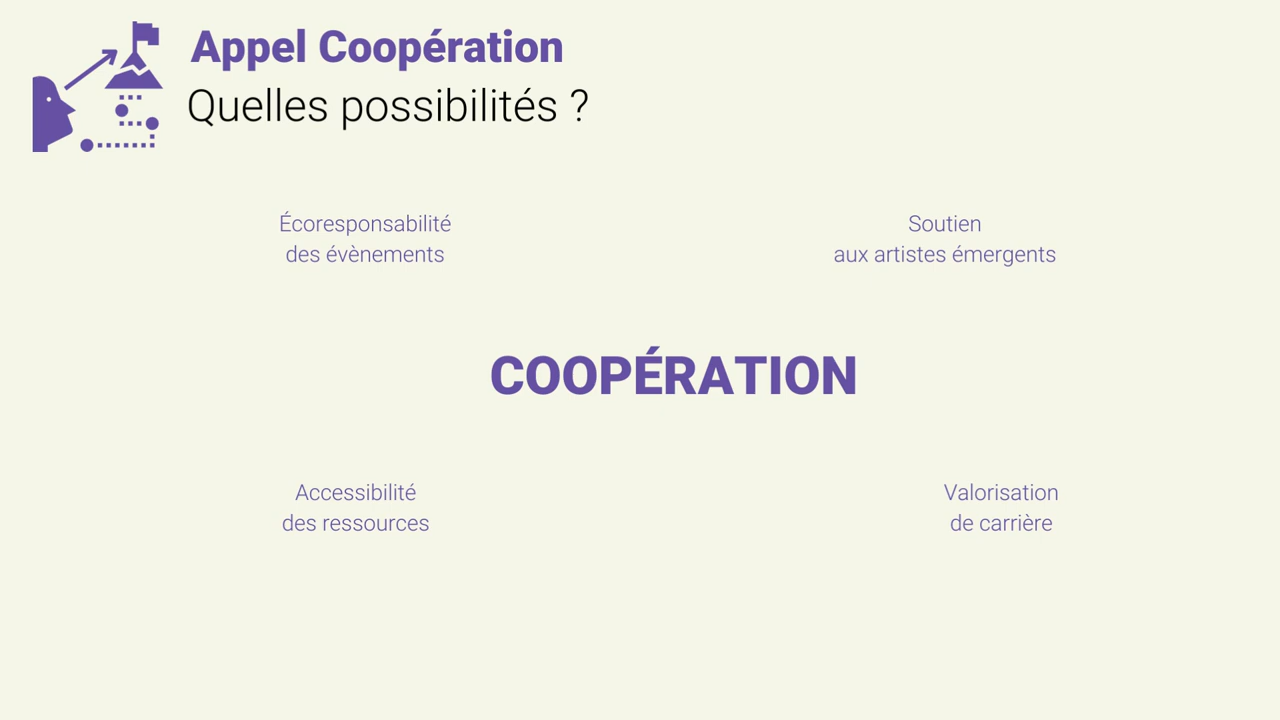 Appel Coopération
Quelles possibilités ?
Écoresponsabilité
des évènements
Soutien
aux artistes émergents
COOPÉRATION
Accessibilité
des ressources
Valorisation
de carrière